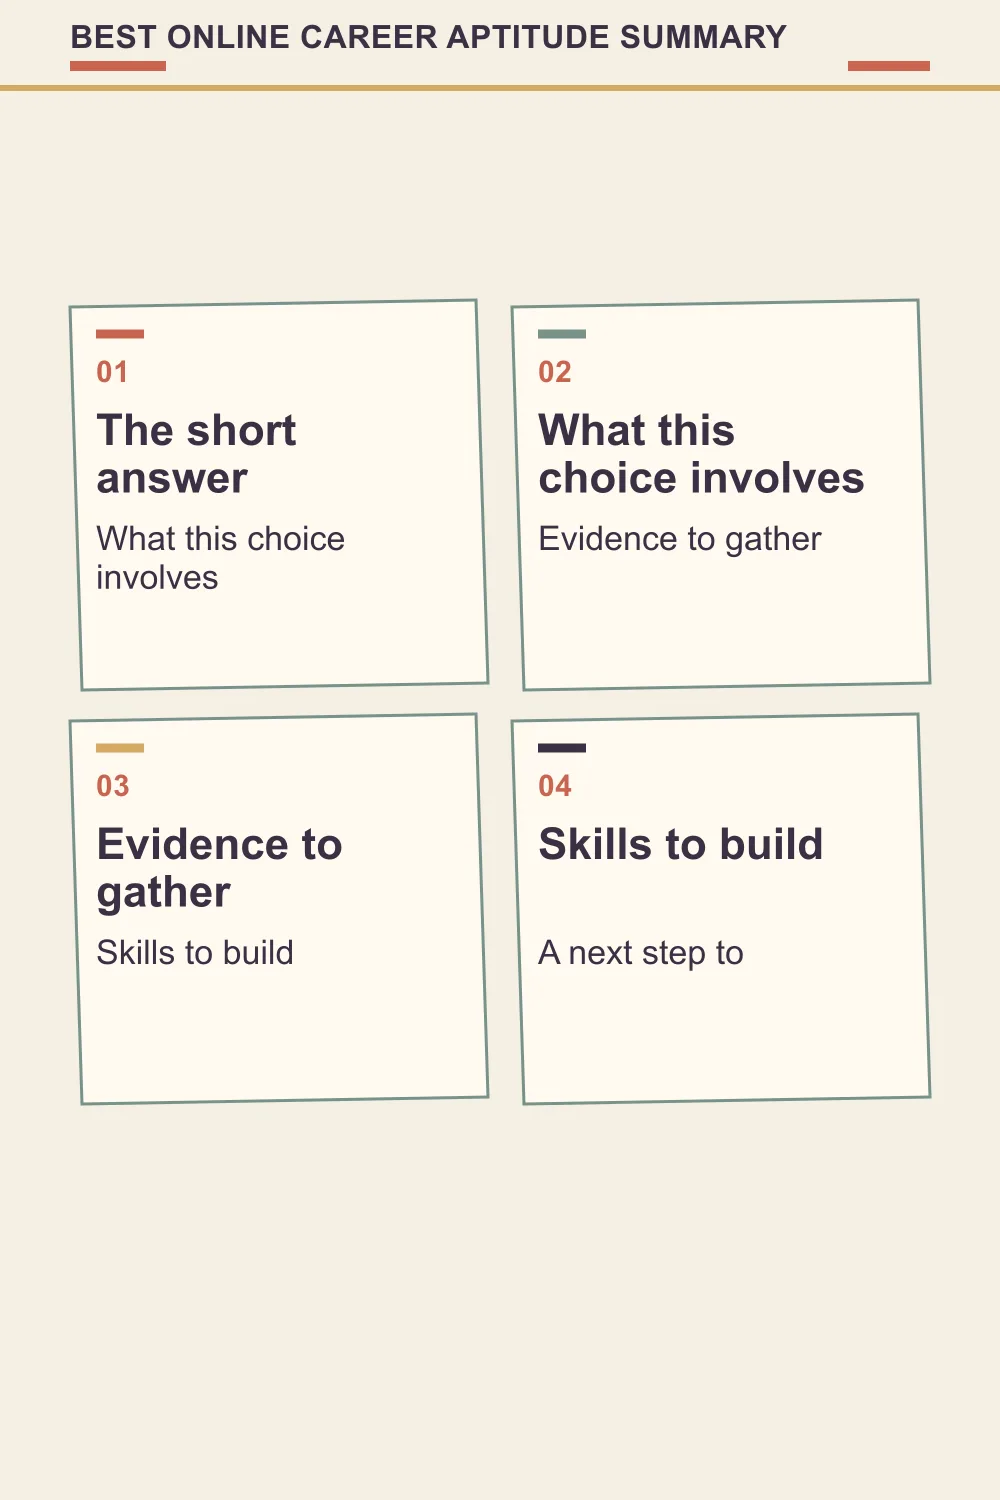 BEST ONLINE CAREER APTITUDE SUMMARY
01
The short
answer
What this choice
involves
02
What this
choice involves
Evidence to gather
03
Evidence to
gather
Skills to build
04
Skills to build
A next step to